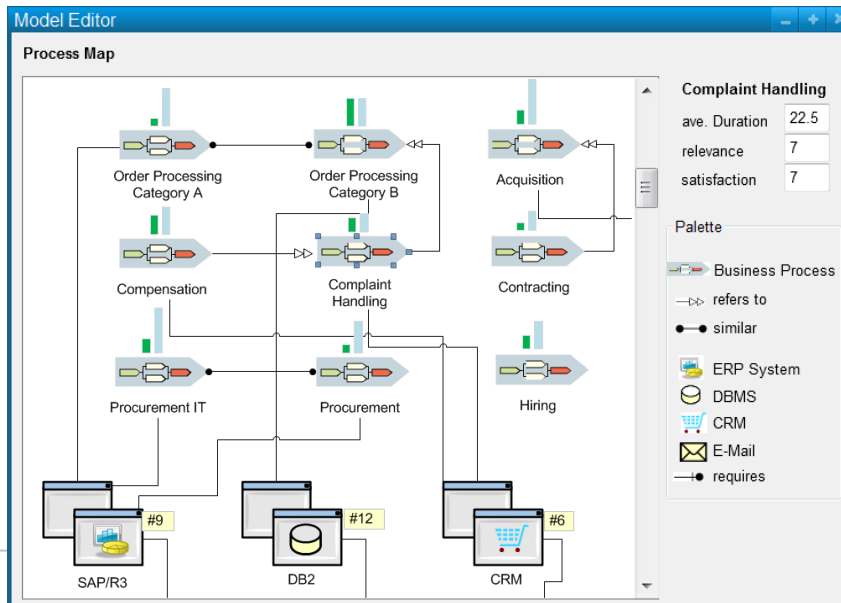 Model Editor
Process Map
Order Processing
Category A
Order Processing
Category B
Acquisition
Compensation
Complaint
Handling
Contracting
Procurement IT
Procurement
Hiring
#9
#12
#6
SAP/R3
DB2
CRM
Complaint Handling
ave. Duration 22.5
relevance 7
satisfaction 7
Palette
Business Process
refers to
similar
ERP System
DBMS
CRM
E-Mail
requires